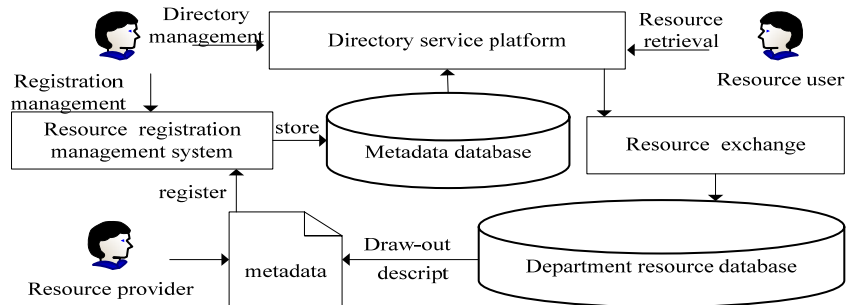 Directory
management
Directory service platform
Resource
retrieval
Resource user
Registration
management
Resource registration
management system
store
Metadata database
Resource exchange
register
Resource provider
metadata
Draw-out
descript
Department resource database